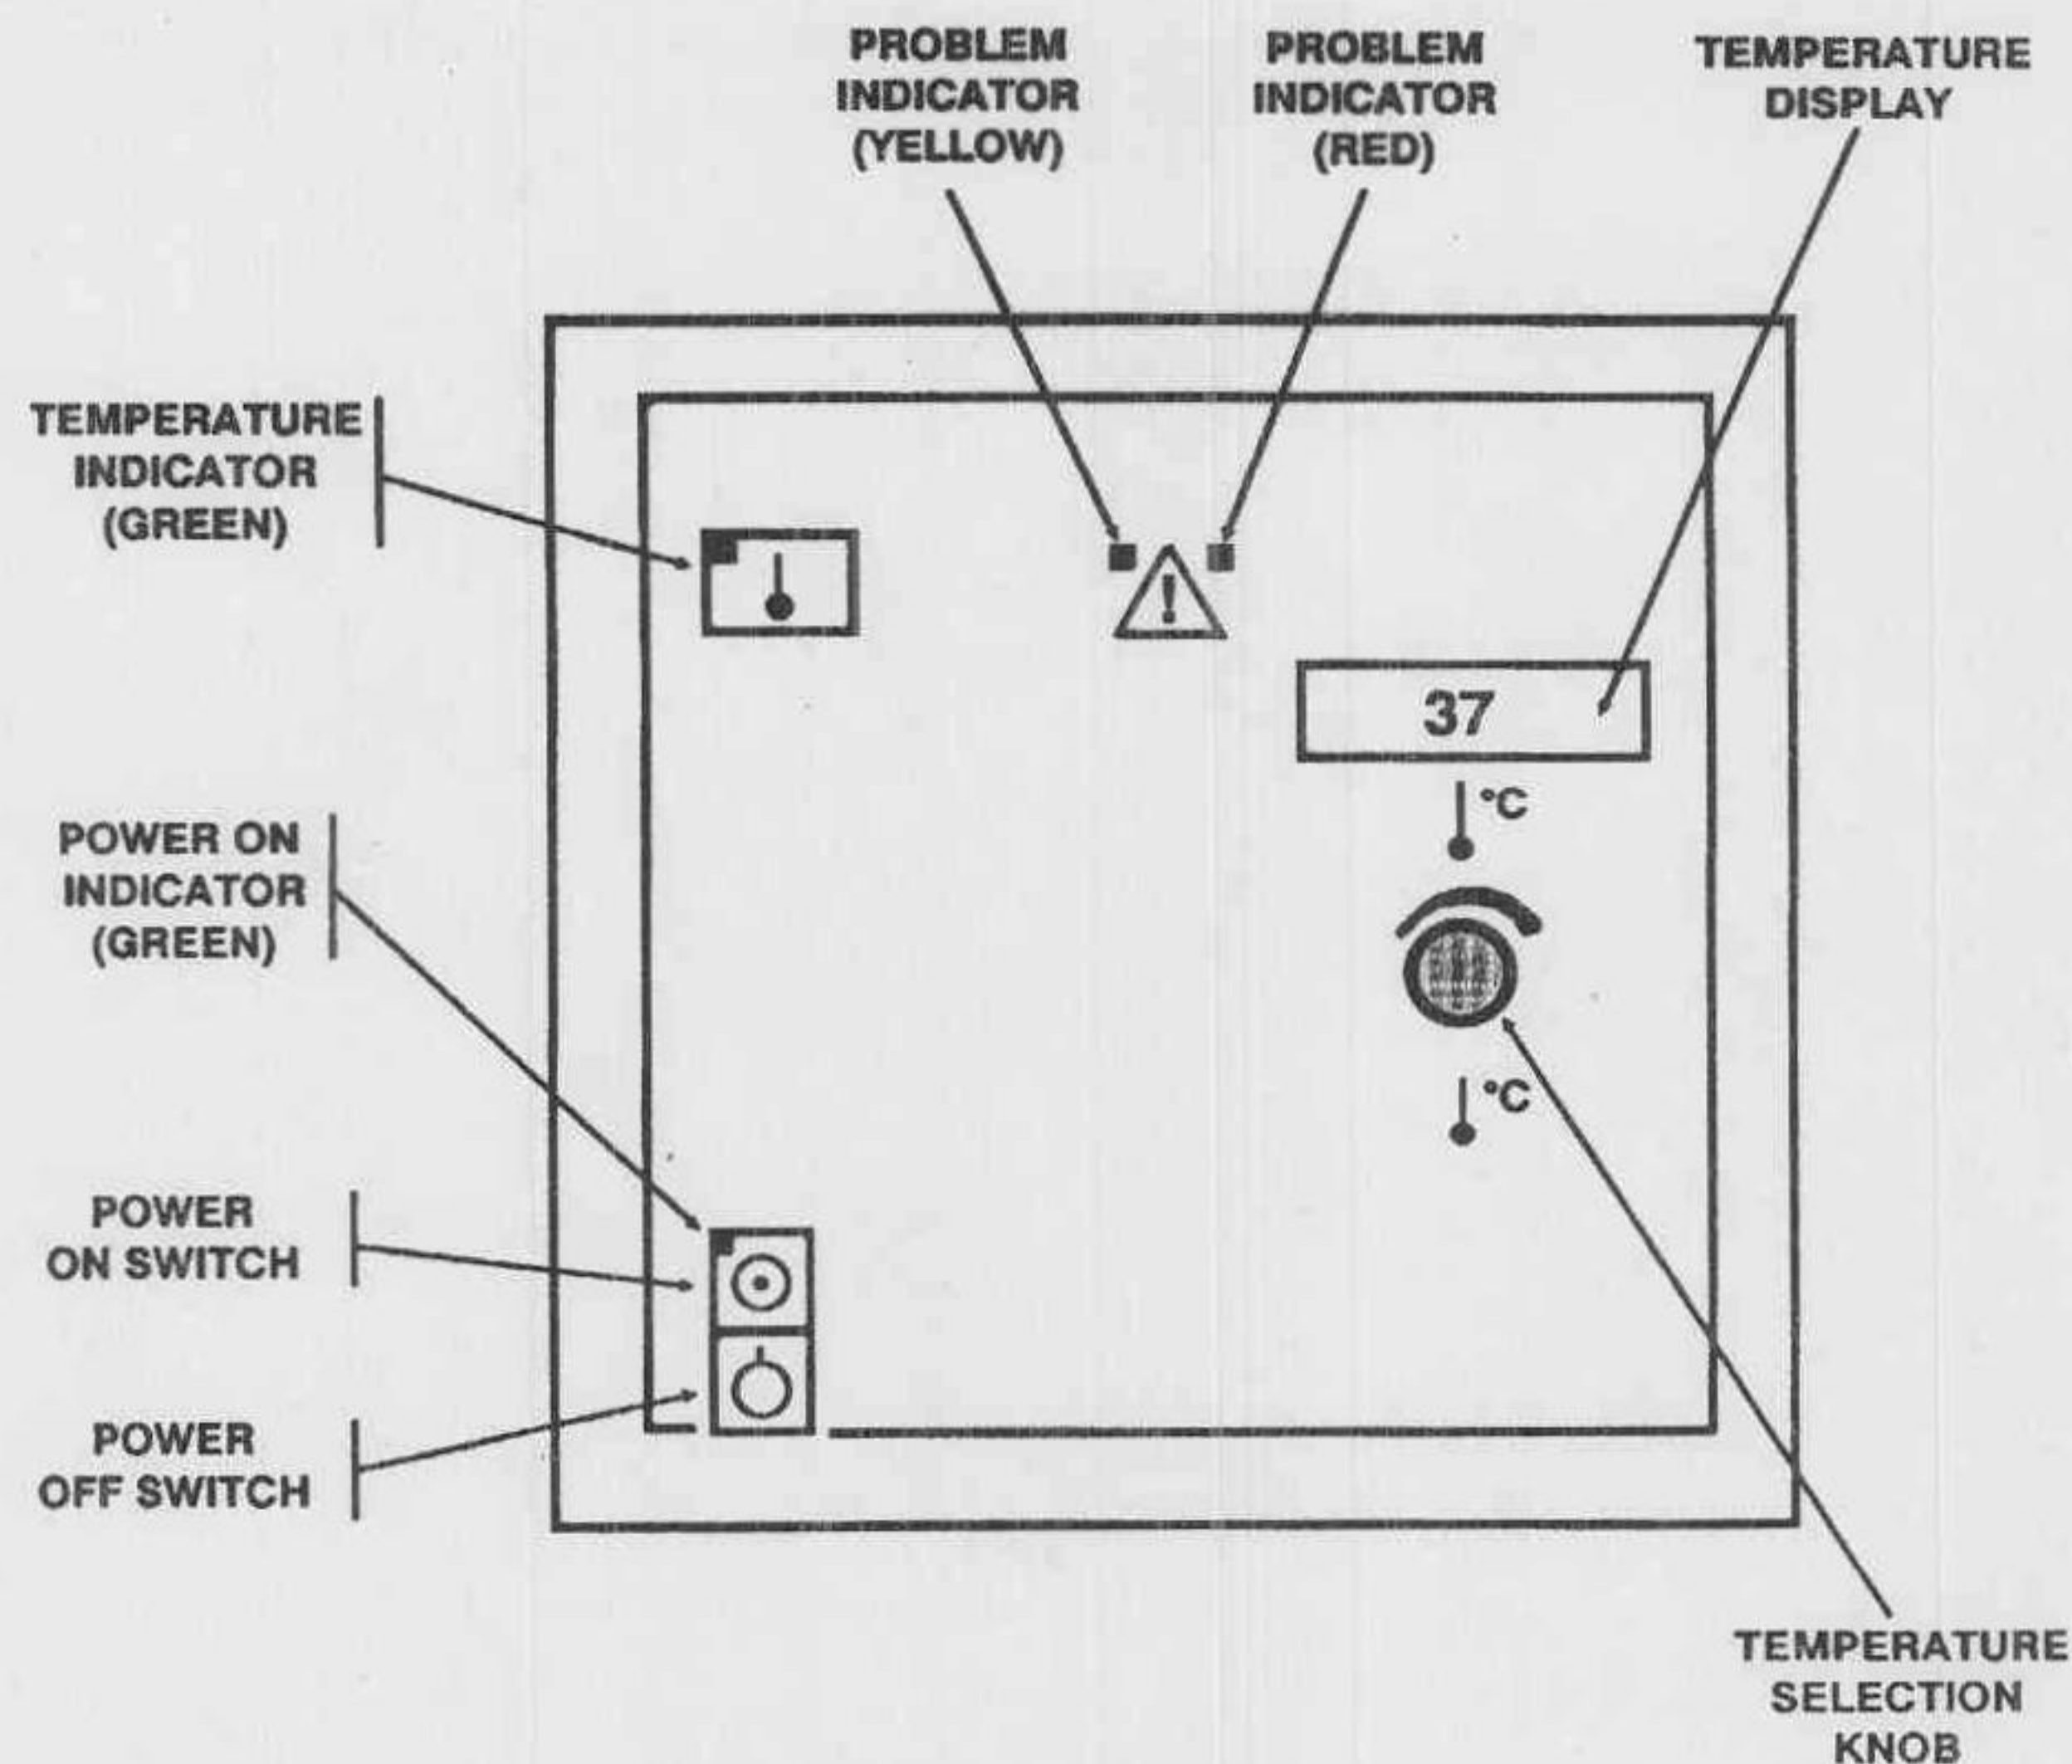 PROBLEM
INDICATOR
(YELLOW)
PROBLEM
INDICATOR
(RED)
TEMPERATURE
DISPLAY
TEMPERATURE
INDICATOR
(GREEN)
!
37
°C
POWER ON
INDICATOR
(GREEN)
°C
POWER
ON SWITCH
POWER
OFF SWITCH
TEMPERATURE
SELECTION
KNOB